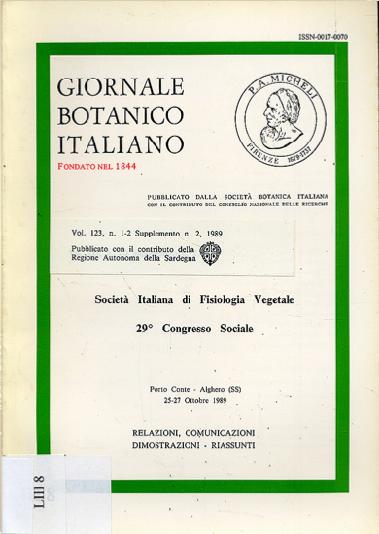 ISSN-0017-0070
GIORNALE
BOTANICO
ITALIANO
FONDATO NEL 1844
P. A. MICHELI
FIRENZE 1679-1737
PUBBLICATO DALLA SOCIETÀ BOTANICA ITALIANA
CON IL CONTRIBUTO DEL CONSIGLIO NAZIONALE DELLE RICERCHE
Vol. 123, n. 1-2 Supplemento n. 2, 1989
Pubblicato con il contributo della
Regione Autonoma della Sardegna
Società Italiana di Fisiologia Vegetale
29° Congresso Sociale
Porto Conte - Alghero (SS)
25-27 Ottobre 1989
RELAZIONI, COMUNICAZIONI
DIMOSTRAZIONI - RIASSUNTI
LIII 8